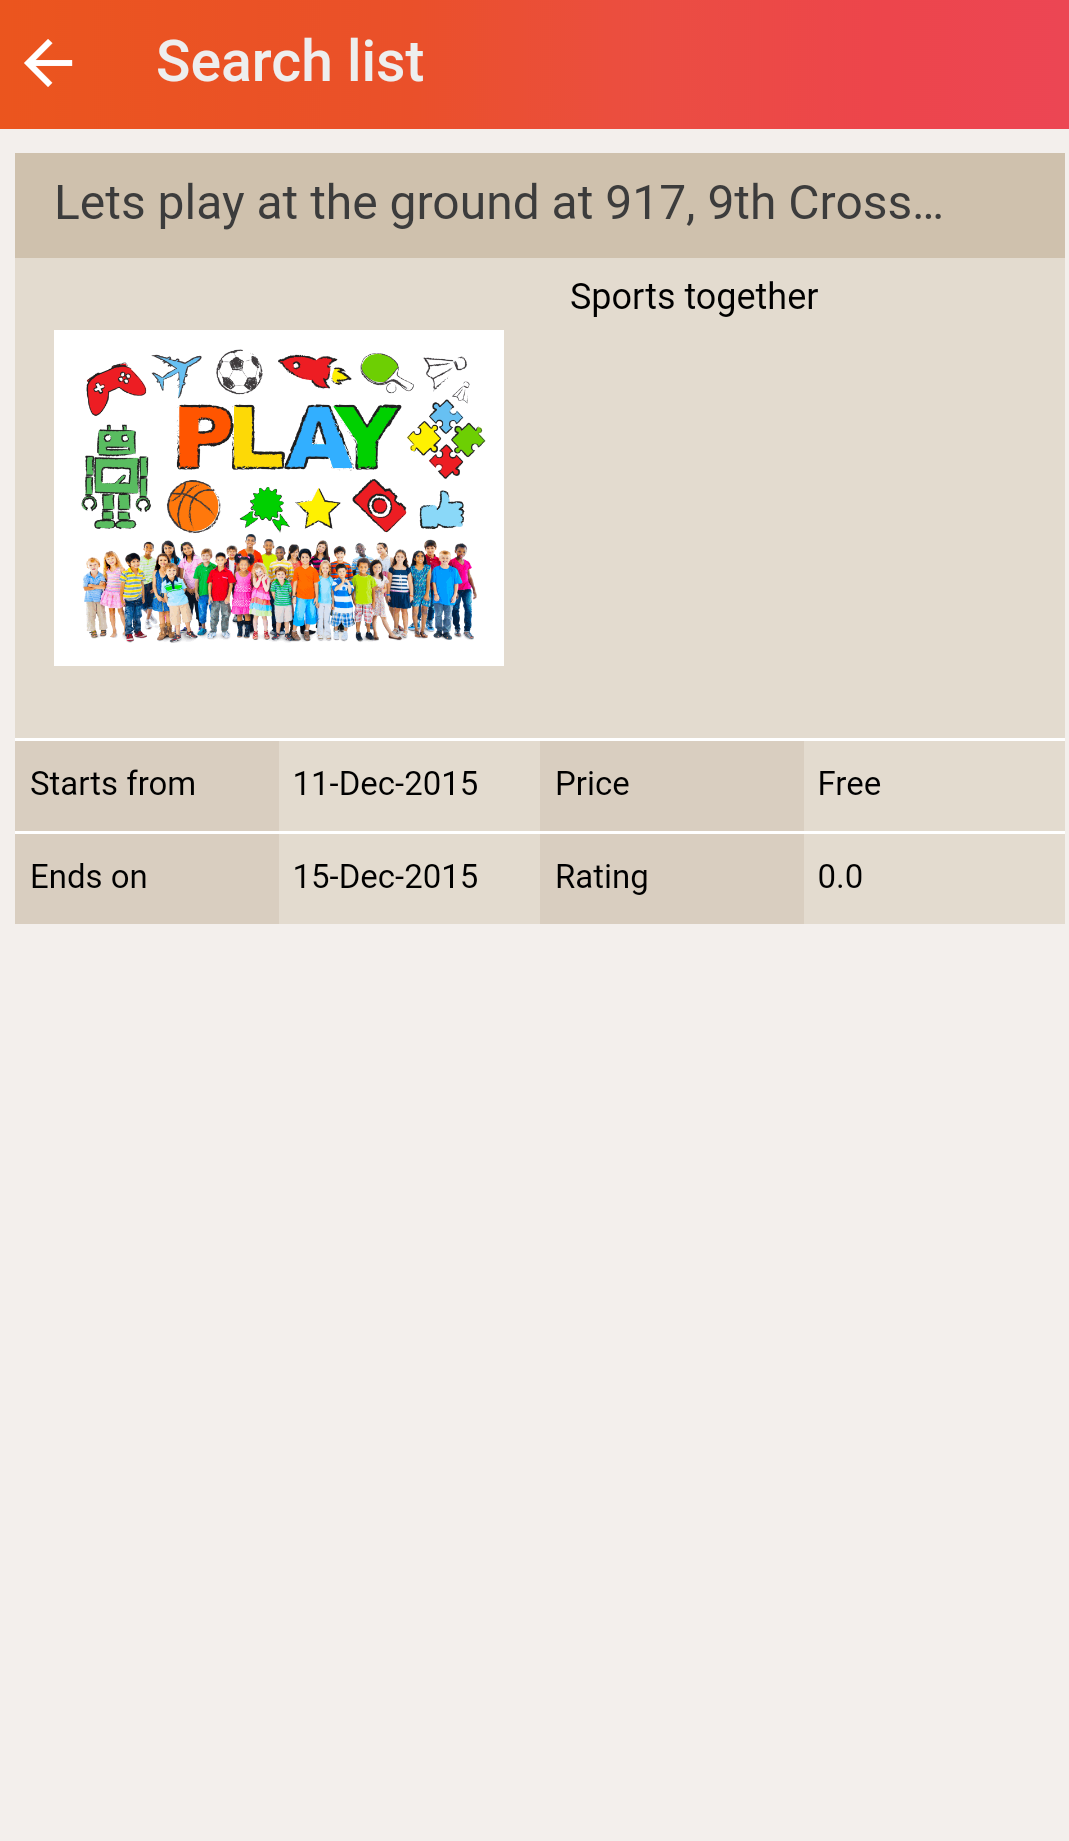 Search list
Lets play at the ground at 917, 9th Cross...
Sports together
PLAY
Starts from 11-Dec-2015 Price Free
Ends on 15-Dec-2015 Rating 0.0